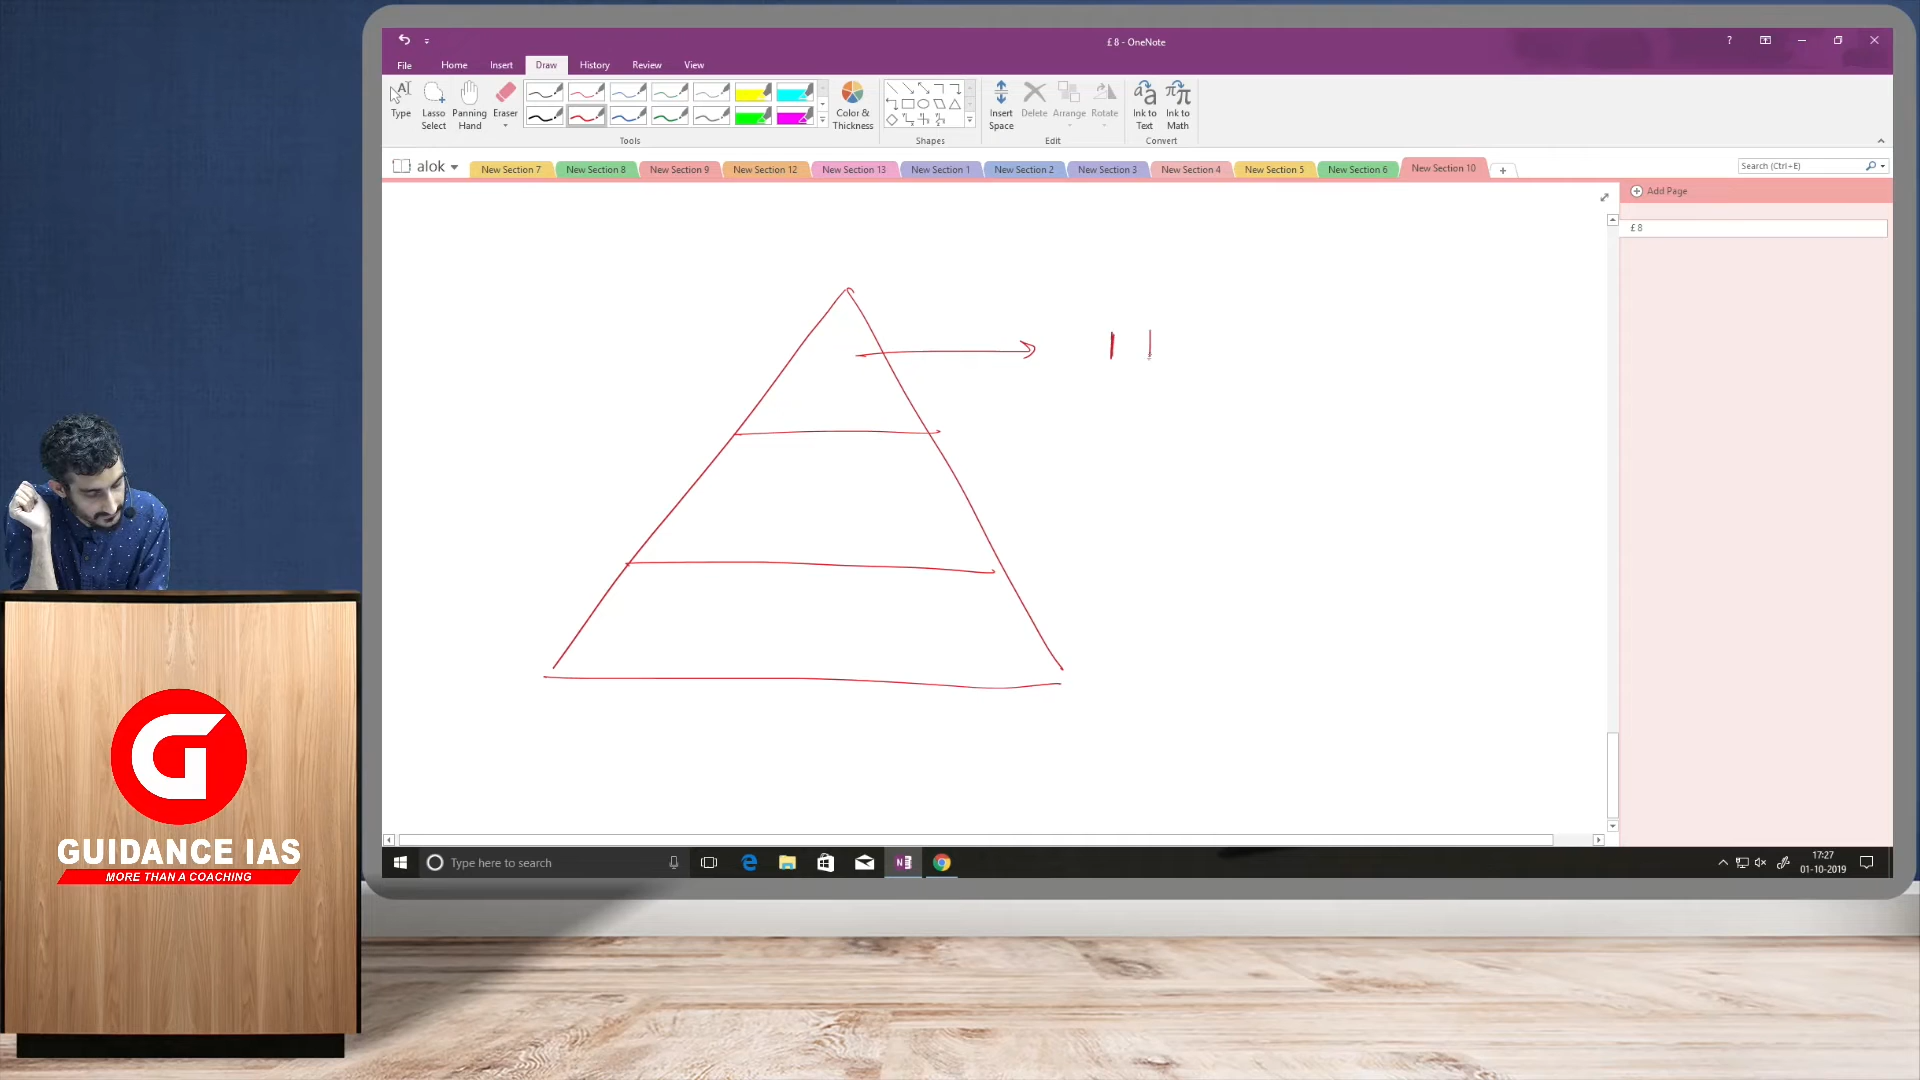 £ 8 - OneNote
?
File
Home
Insert
Draw
History
Review
View
Type
Lasso Select
Panning Hand
Eraser
Color & Thickness
Insert Space
Delete
Arrange
Rotate
Ink to Text
Ink to Math
Tools
Shapes
Edit
Convert
alok
New Section 7
New Section 8
New Section 9
New Section 12
New Section 13
New Section 1
New Section 2
New Section 3
New Section 4
New Section 5
New Section 6
New Section 10
Search (Ctrl+E)
Add Page
£ 8
G
GUIDANCE IAS
MORE THAN A COACHING
Type here to search
17:27
01-10-2019